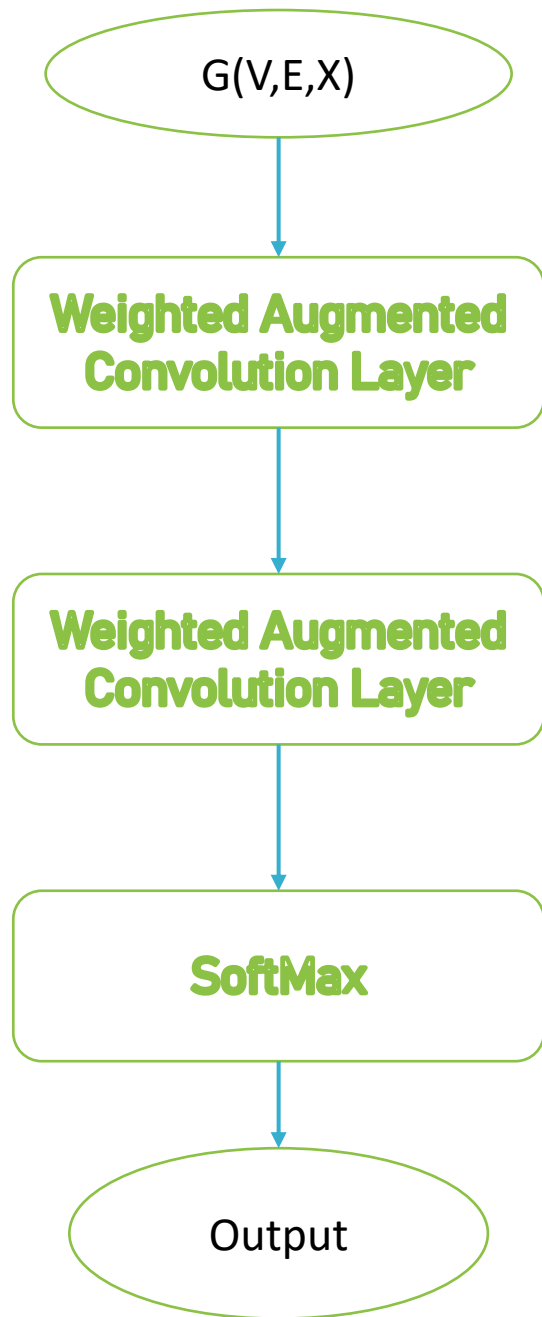 G(V,E,X)
Weighted Augmented
Convolution Layer
Weighted Augmented
Convolution Layer
SoftMax
Output